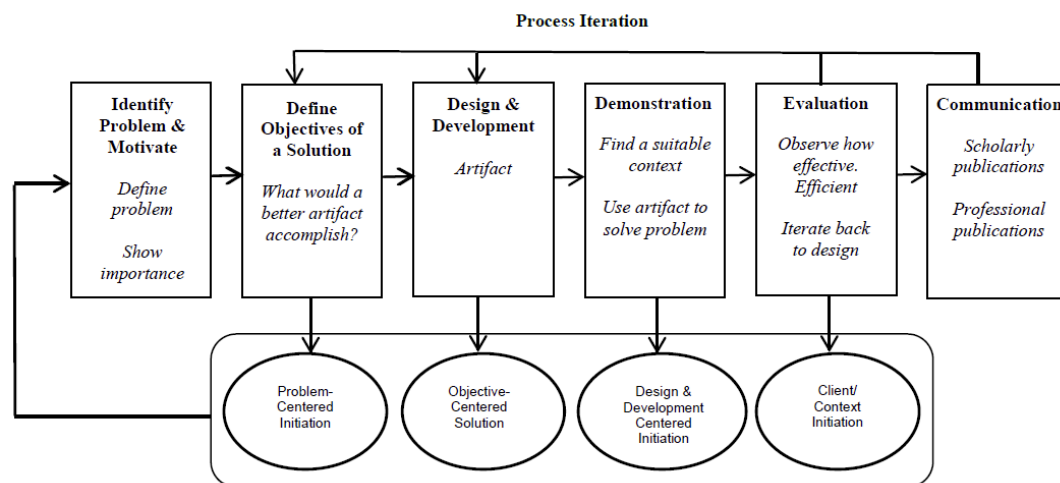 Process Iteration
Identify
Problem &
Motivate
Define
problem
Show
importance
Define
Objectives of
a Solution
What would a
better artifact
accomplish?
Design &
Development
Artifact
Demonstration
Find a suitable
context
Use artifact to
solve problem
Evaluation
Observe how
effective.
Efficient
Iterate back
to design
Communication
Scholarly
publications
Professional
publications
Problem-
Centered
Initiation
Objective-
Centered
Solution
Design &
Development
Centered
Initiation
Client/
Context
Initiation